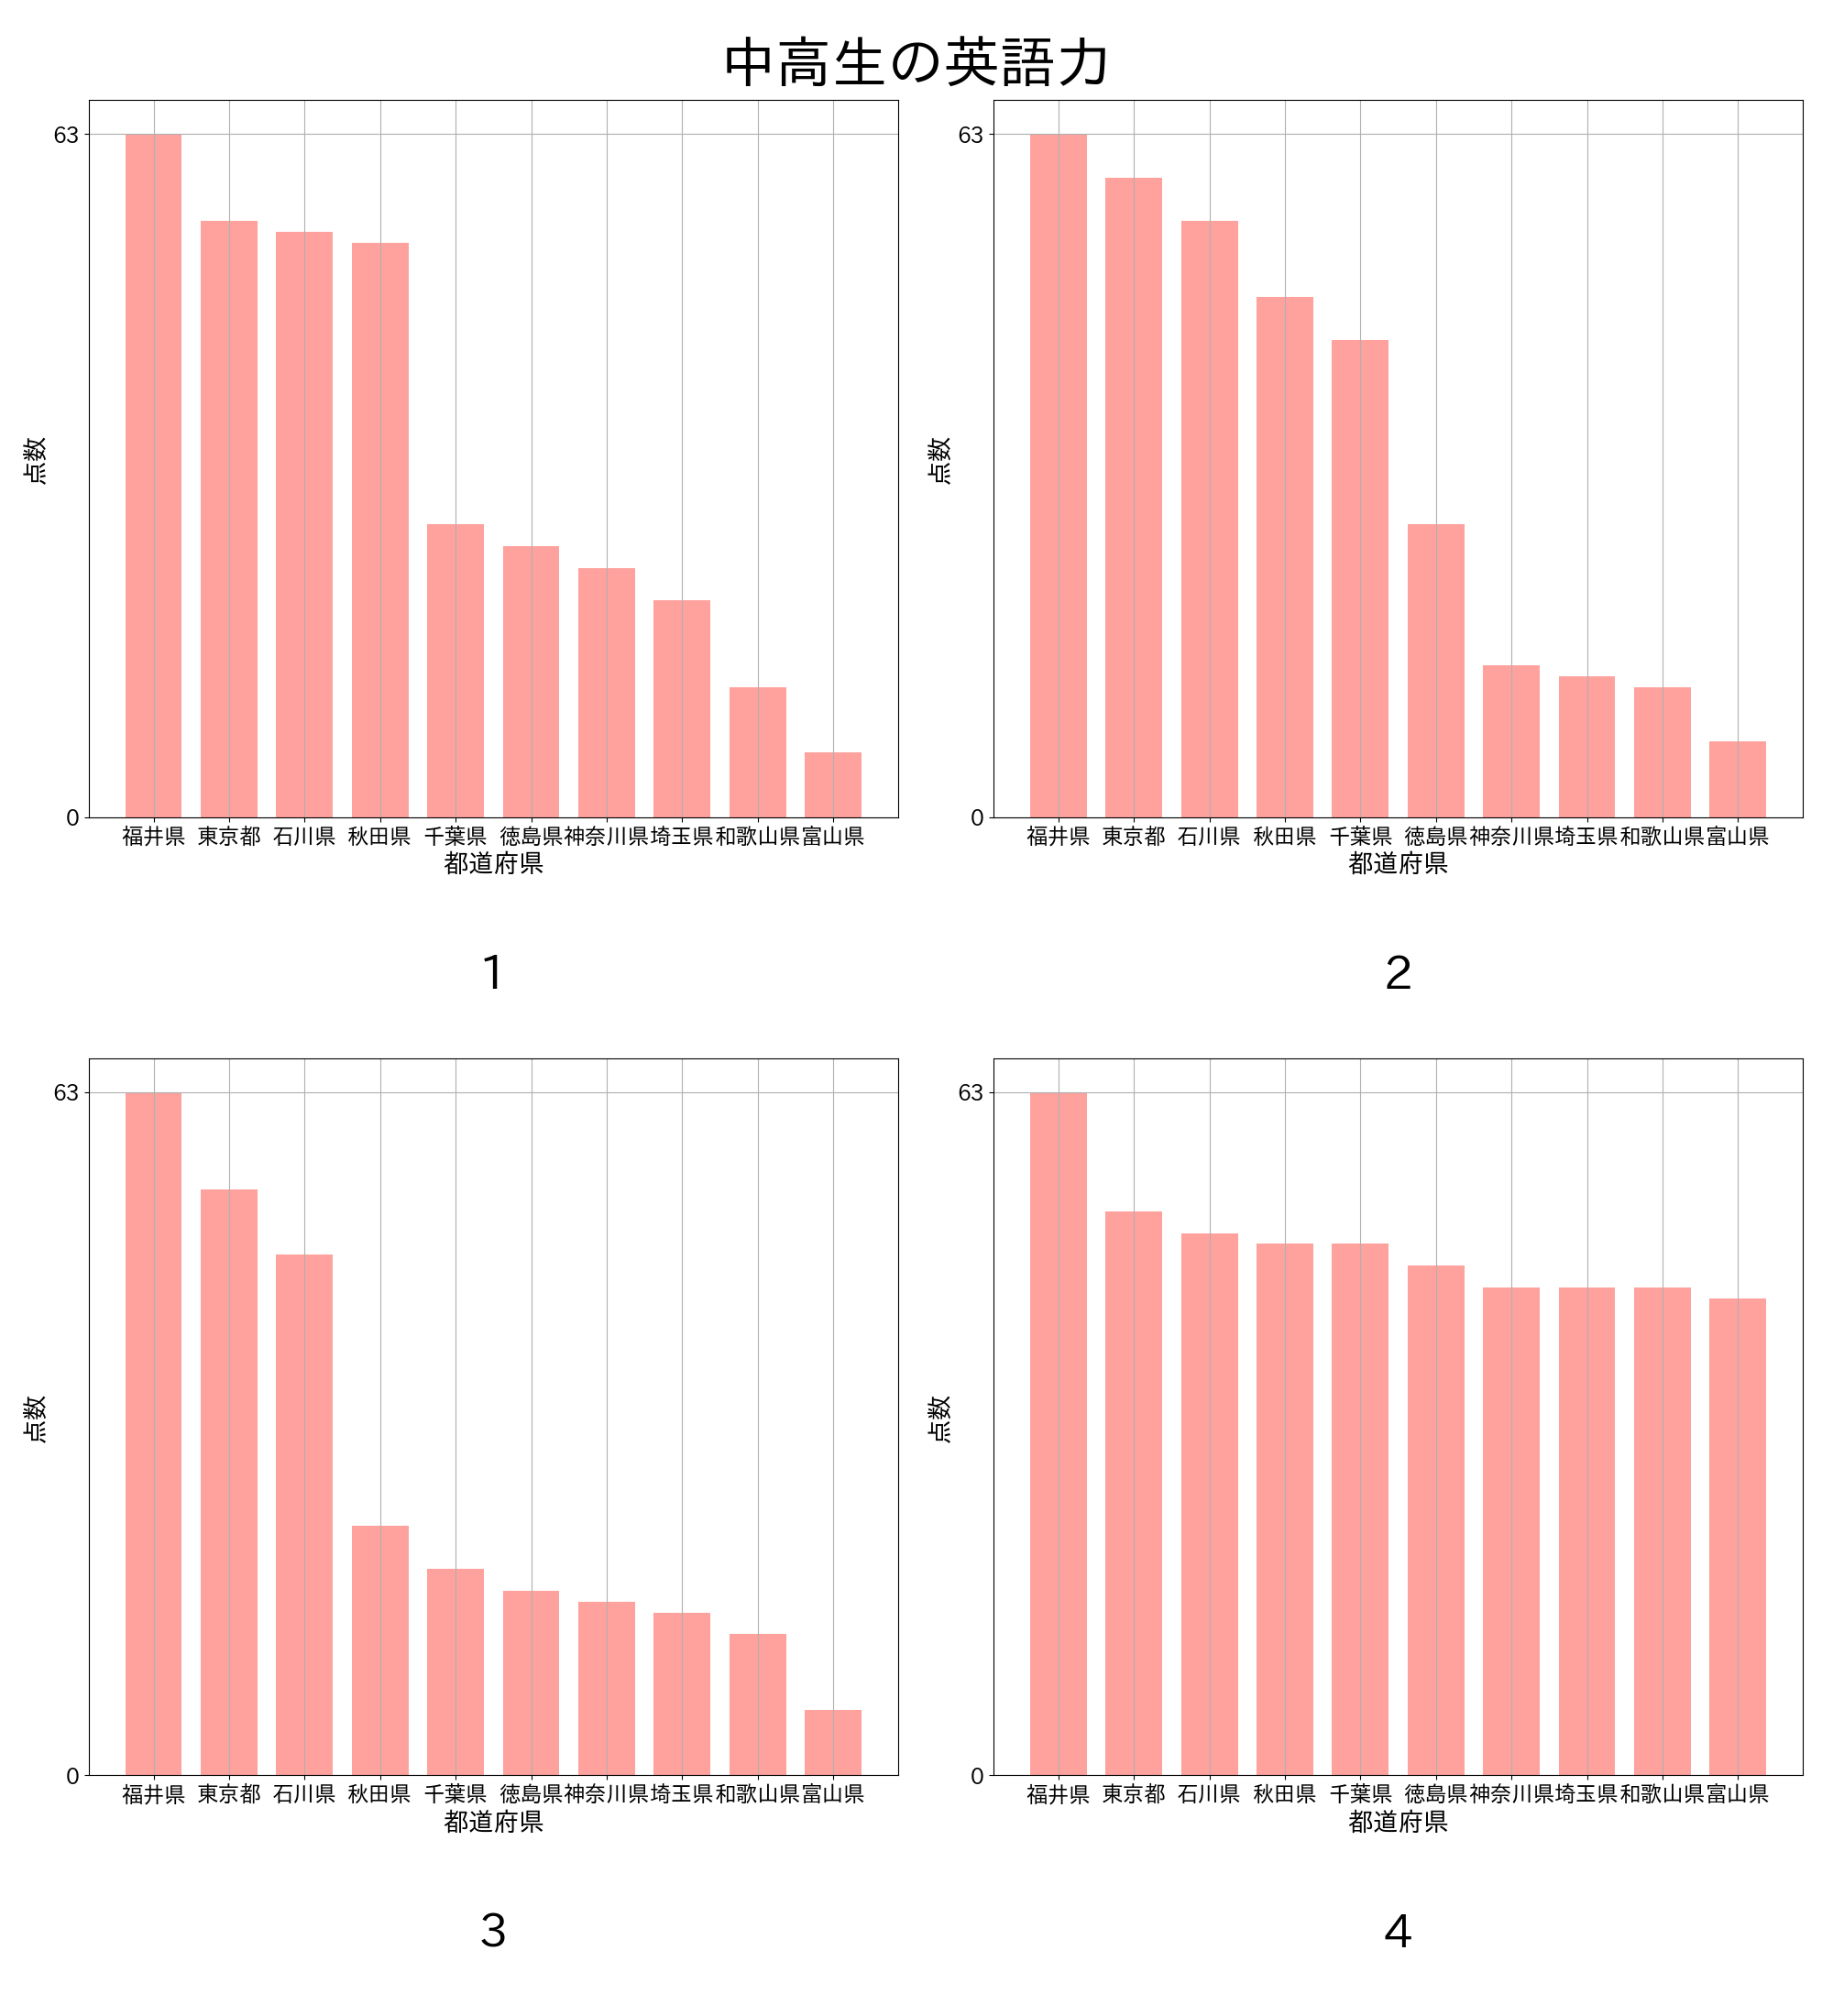 中高生の英語力
63
点数
0
福井県 東京都 石川県 秋田県 千葉県 徳島県 神奈川県 埼玉県 和歌山県 富山県
都道府県
1
63
点数
0
福井県 東京都 石川県 秋田県 千葉県 徳島県 神奈川県 埼玉県 和歌山県 富山県
都道府県
2
63
点数
0
福井県 東京都 石川県 秋田県 千葉県 徳島県 神奈川県 埼玉県 和歌山県 富山県
都道府県
3
63
点数
0
福井県 東京都 石川県 秋田県 千葉県 徳島県 神奈川県 埼玉県 和歌山県 富山県
都道府県
4